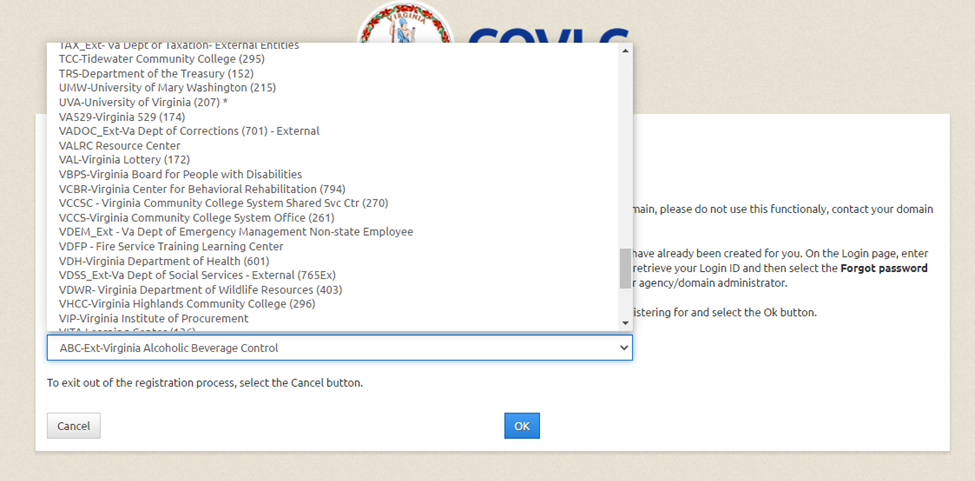 VIRGINIA
COVLC
TAX_Ext- Va Dept of Taxation- External Entities
TCC-Tidewater Community College (295)
TRS-Department of the Treasury (152)
UMW-University of Mary Washington (215)
UVA-University of Virginia (207) *
VA529-Virginia 529 (174)
VADOC_Ext-Va Dept of Corrections (701) - External
VALRC Resource Center
VAL-Virginia Lottery (172)
VBPS-Virginia Board for People with Disabilities
VCBR-Virginia Center for Behavioral Rehabilitation (794)
VCCSC - Virginia Community College System Shared Svc Ctr (270)
VCCS-Virginia Community College System Office (261)
main, please do not use this functionaly, contact your domain
VDEM_Ext - Va Dept of Emergency Management Non-state Employee
VDFP - Fire Service Training Learning Center
have already been created for you. On the Login page, enter
VDH-Virginia Department of Health (601)
retrieve your Login ID and then select the Forgot password
VDSS_Ext-Va Dept of Social Services - External (765Ex)
r agency/domain administrator.
VDWR- Virginia Department of Wildlife Resources (403)
VHCC-Virginia Highlands Community College (296)
VIP-Virginia Institute of Procurement
istering for and select the Ok button.
VITA Learning Center (136)
ABC-Ext-Virginia Alcoholic Beverage Control
To exit out of the registration process, select the Cancel button.
Cancel
OK